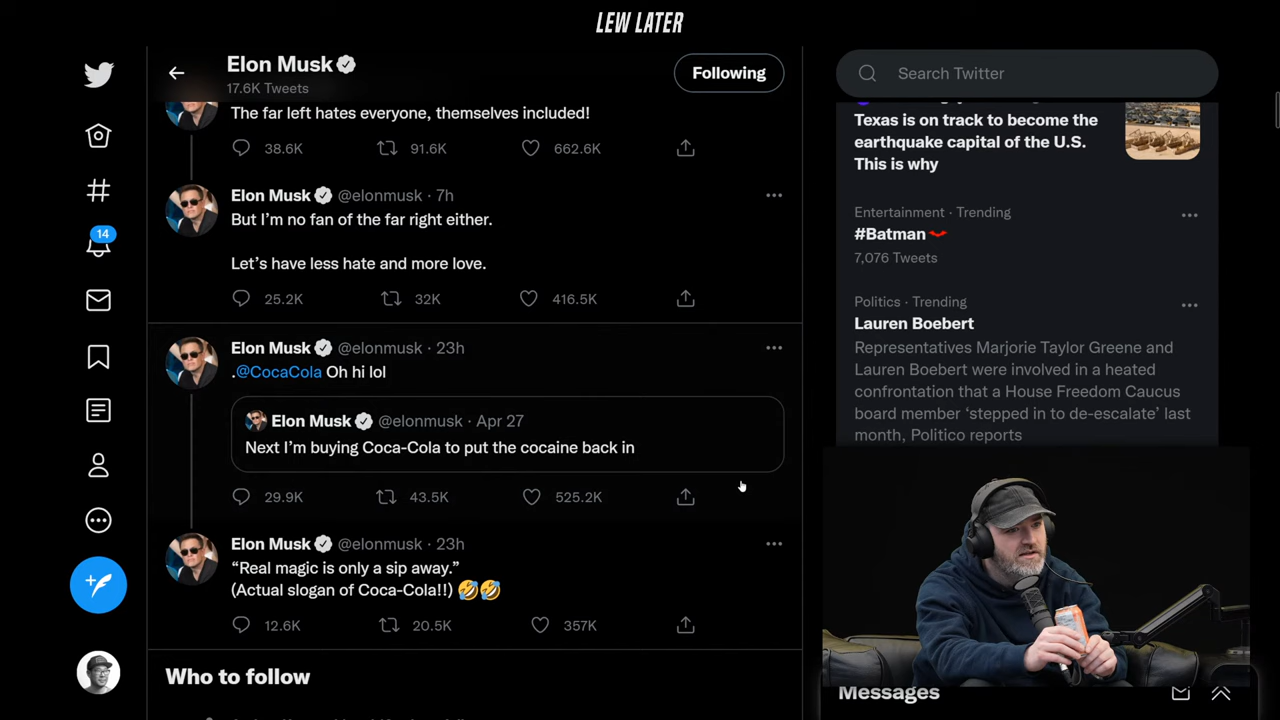 LEW LATER
Elon Musk
17.6K Tweets
Following
Search Twitter
The far left hates everyone, themselves included!
38.6K 91.6K 662.6K
Elon Musk @elonmusk · 7h
But I'm no fan of the far right either.
Let's have less hate and more love.
25.2K 32K 416.5K
Elon Musk @elonmusk · 23h
.@CocaCola Oh hi lol
Elon Musk @elonmusk · Apr 27
Next I'm buying Coca-Cola to put the cocaine back in
29.9K 43.5K 525.2K
Elon Musk @elonmusk · 23h
“Real magic is only a sip away.”
(Actual slogan of Coca-Cola!!) 🤣🤣
12.6K 20.5K 357K
Who to follow
14
Texas is on track to become the
earthquake capital of the U.S.
This is why
Entertainment · Trending
#Batman
7,076 Tweets
Politics · Trending
Lauren Boebert
Representatives Marjorie Taylor Greene and
Lauren Boebert were involved in a heated
confrontation that a House Freedom Caucus
board member ‘stepped in to de-escalate’ last
month, Politico reports
Messages